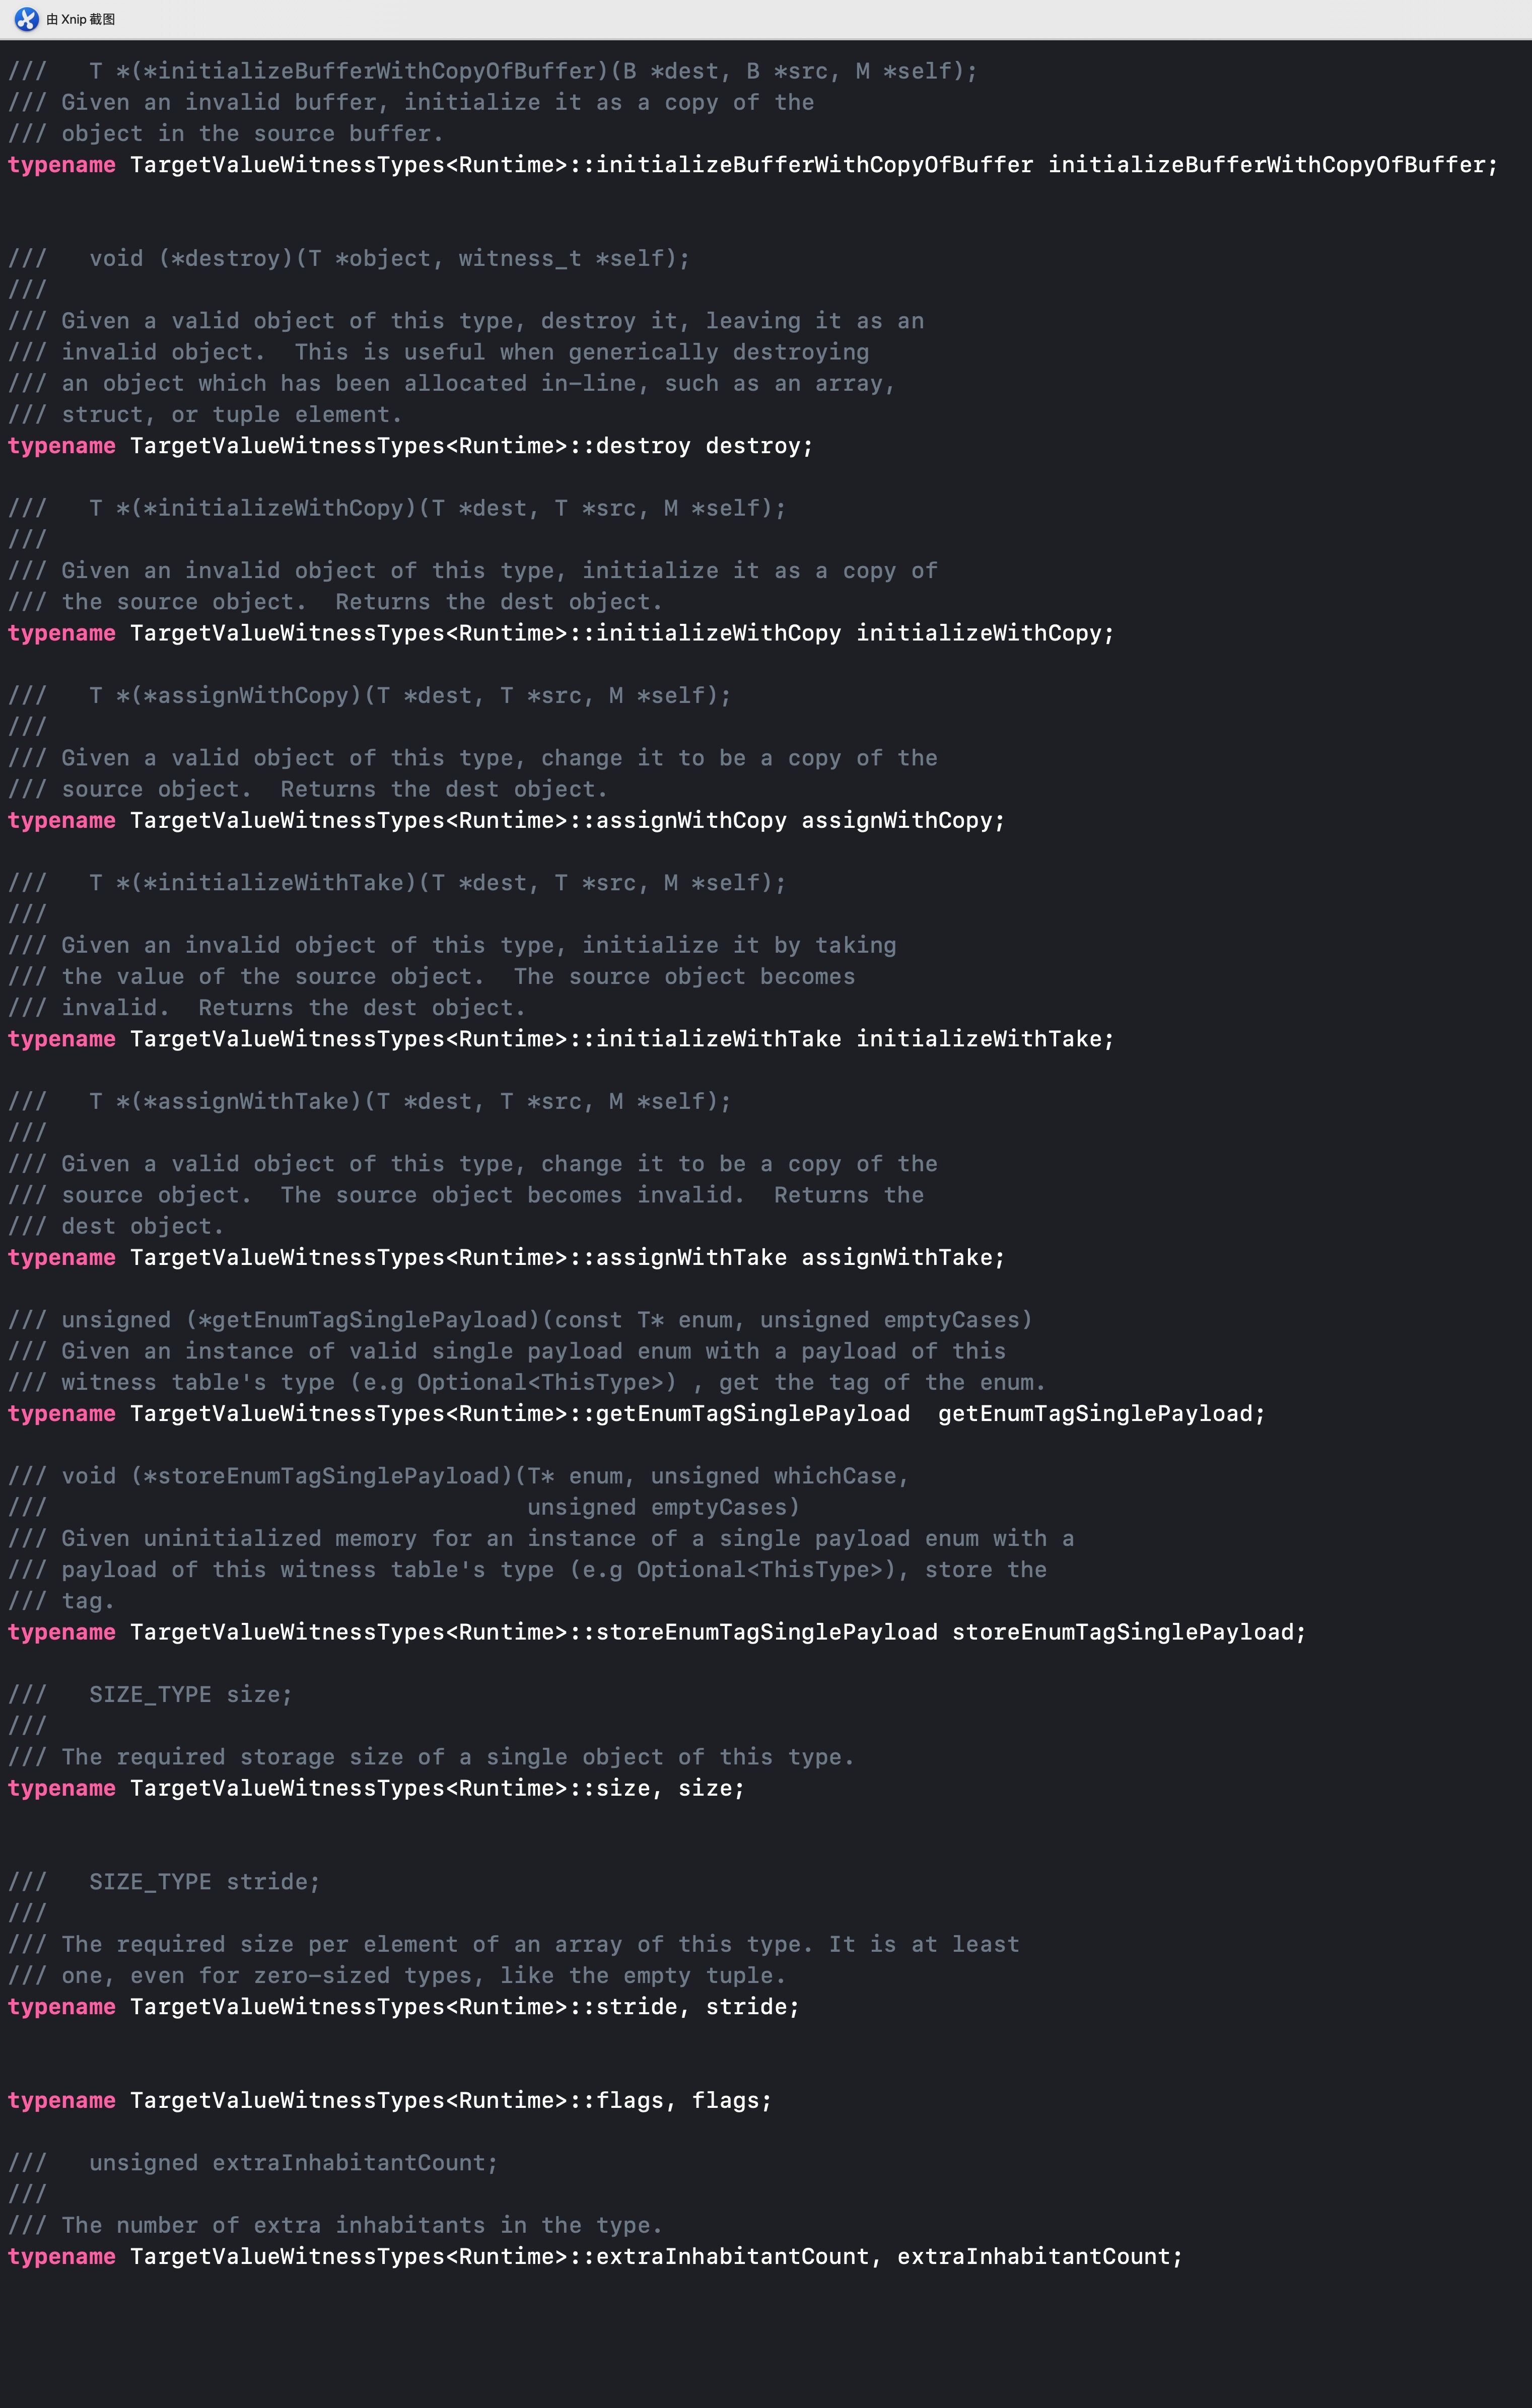 由 Xnip 截图
///   T *(*initializeBufferWithCopyOfBuffer)(B *dest, B *src, M *self);
/// Given an invalid buffer, initialize it as a copy of the
/// object in the source buffer.
typename TargetValueWitnessTypes<Runtime>::initializeBufferWithCopyOfBuffer initializeBufferWithCopyOfBuffer;
///   void (*destroy)(T *object, witness_t *self);
///
/// Given a valid object of this type, destroy it, leaving it as an
/// invalid object.  This is useful when generically destroying
/// an object which has been allocated in-line, such as an array,
/// struct, or tuple element.
typename TargetValueWitnessTypes<Runtime>::destroy destroy;
///   T *(*initializeWithCopy)(T *dest, T *src, M *self);
///
/// Given an invalid object of this type, initialize it as a copy of
/// the source object.  Returns the dest object.
typename TargetValueWitnessTypes<Runtime>::initializeWithCopy initializeWithCopy;
///   T *(*assignWithCopy)(T *dest, T *src, M *self);
///
/// Given a valid object of this type, change it to be a copy of the
/// source object.  Returns the dest object.
typename TargetValueWitnessTypes<Runtime>::assignWithCopy assignWithCopy;
///   T *(*initializeWithTake)(T *dest, T *src, M *self);
///
/// Given an invalid object of this type, initialize it by taking
/// the value of the source object.  The source object becomes
/// invalid.  Returns the dest object.
typename TargetValueWitnessTypes<Runtime>::initializeWithTake initializeWithTake;
///   T *(*assignWithTake)(T *dest, T *src, M *self);
///
/// Given a valid object of this type, change it to be a copy of the
/// source object.  The source object becomes invalid.  Returns the
/// dest object.
typename TargetValueWitnessTypes<Runtime>::assignWithTake assignWithTake;
/// unsigned (*getEnumTagSinglePayload)(const T* enum, unsigned emptyCases)
/// Given an instance of valid single payload enum with a payload of this
/// witness table's type (e.g Optional<ThisType>) , get the tag of the enum.
typename TargetValueWitnessTypes<Runtime>::getEnumTagSinglePayload  getEnumTagSinglePayload;
/// void (*storeEnumTagSinglePayload)(T* enum, unsigned whichCase,
///                                   unsigned emptyCases)
/// Given uninitialized memory for an instance of a single payload enum with a
/// payload of this witness table's type (e.g Optional<ThisType>), store the
/// tag.
typename TargetValueWitnessTypes<Runtime>::storeEnumTagSinglePayload storeEnumTagSinglePayload;
///   SIZE_TYPE size;
///
/// The required storage size of a single object of this type.
typename TargetValueWitnessTypes<Runtime>::size, size;
///   SIZE_TYPE stride;
///
/// The required size per element of an array of this type. It is at least
/// one, even for zero-sized types, like the empty tuple.
typename TargetValueWitnessTypes<Runtime>::stride, stride;
typename TargetValueWitnessTypes<Runtime>::flags, flags;
///   unsigned extraInhabitantCount;
///
/// The number of extra inhabitants in the type.
typename TargetValueWitnessTypes<Runtime>::extraInhabitantCount, extraInhabitantCount;